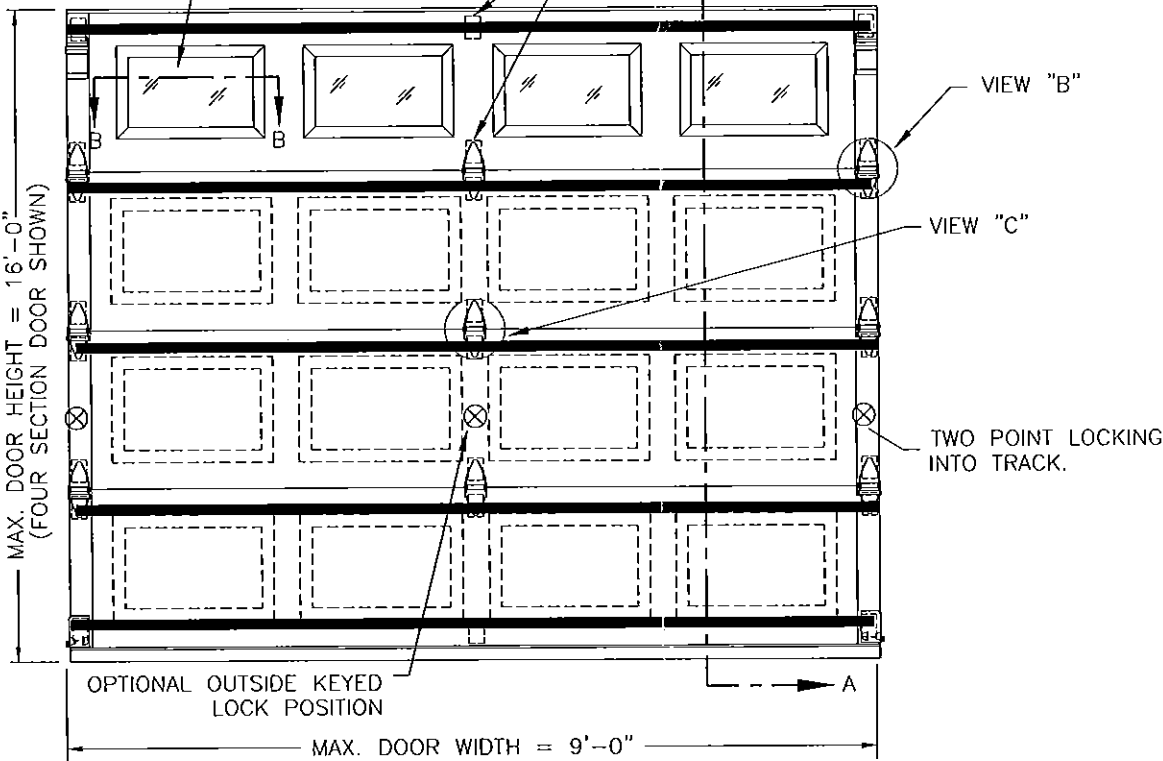 VIEW "B"
B
B
VIEW "C"
MAX. DOOR HEIGHT = 16'-0"
(FOUR SECTION DOOR SHOWN)
TWO POINT LOCKING
INTO TRACK.
OPTIONAL OUTSIDE KEYED
LOCK POSITION
A
MAX. DOOR WIDTH = 9'-0"